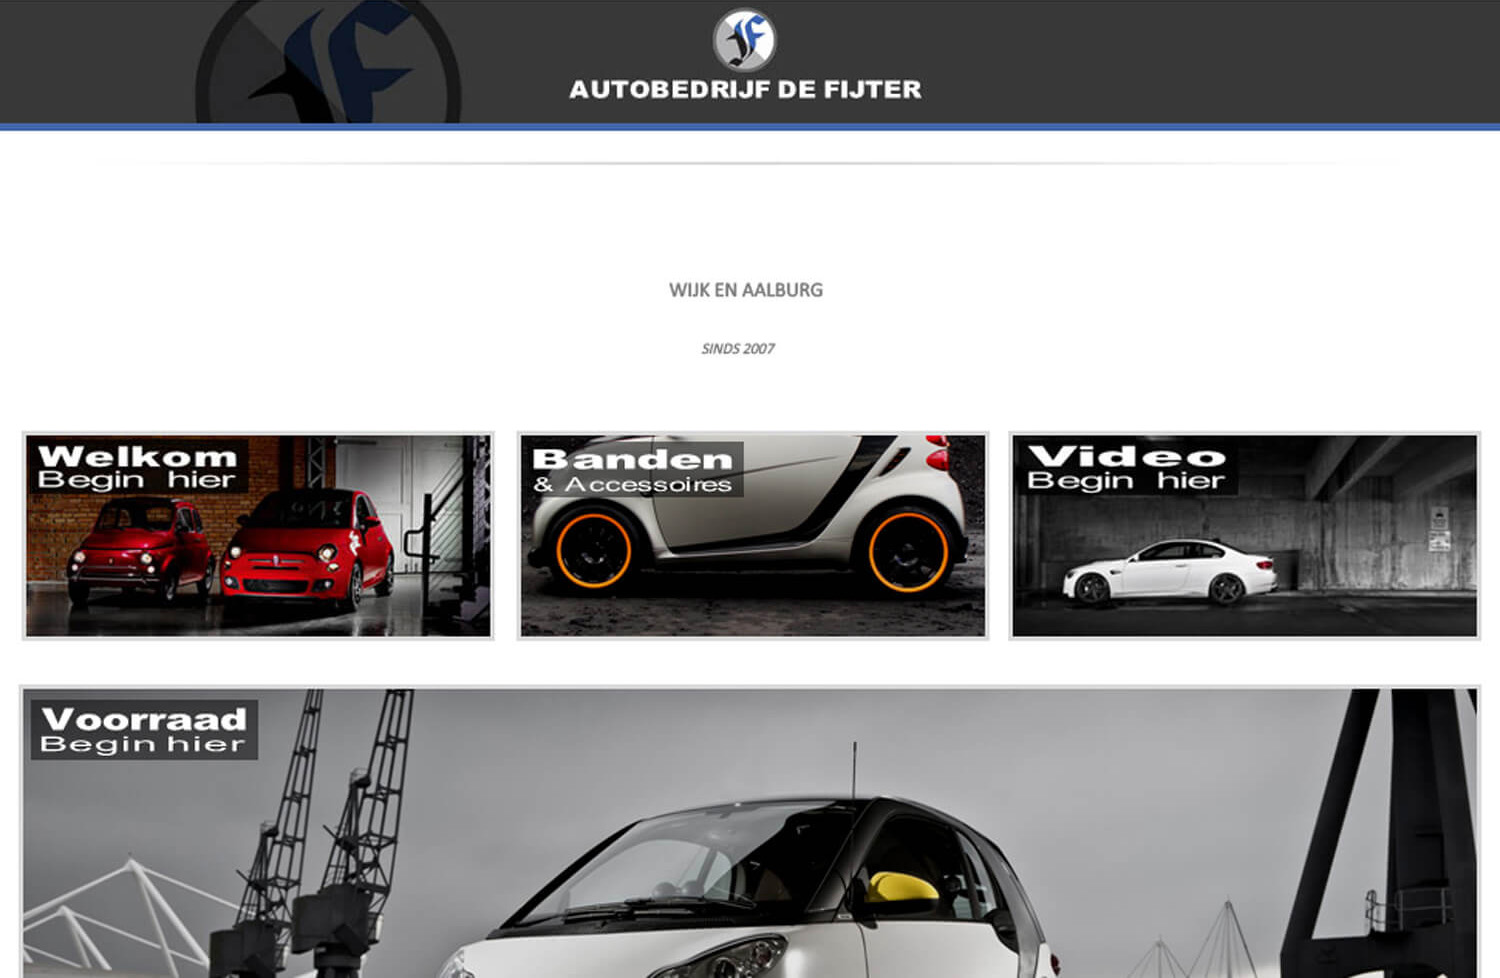 AUTOBEDRIJF DE FIJTER
WIJK EN AALBURG
SINDS 2007
Welkom
Begin hier
Banden
& Accessoires
Video
Begin hier
Voorraad
Begin hier